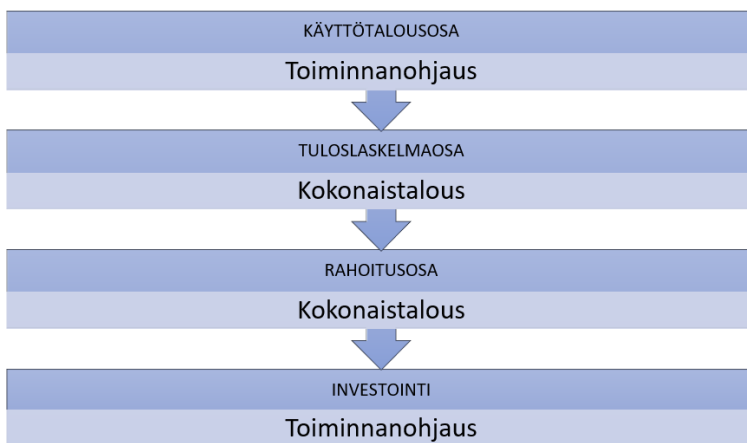 KÄYTTÖTALOUSOSA
Toiminnanohjaus
TULOSLASKELMAOSA
Kokonaistalous
RAHOITUSOSA
Kokonaistalous
INVESTOINTI
Toiminnanohjaus